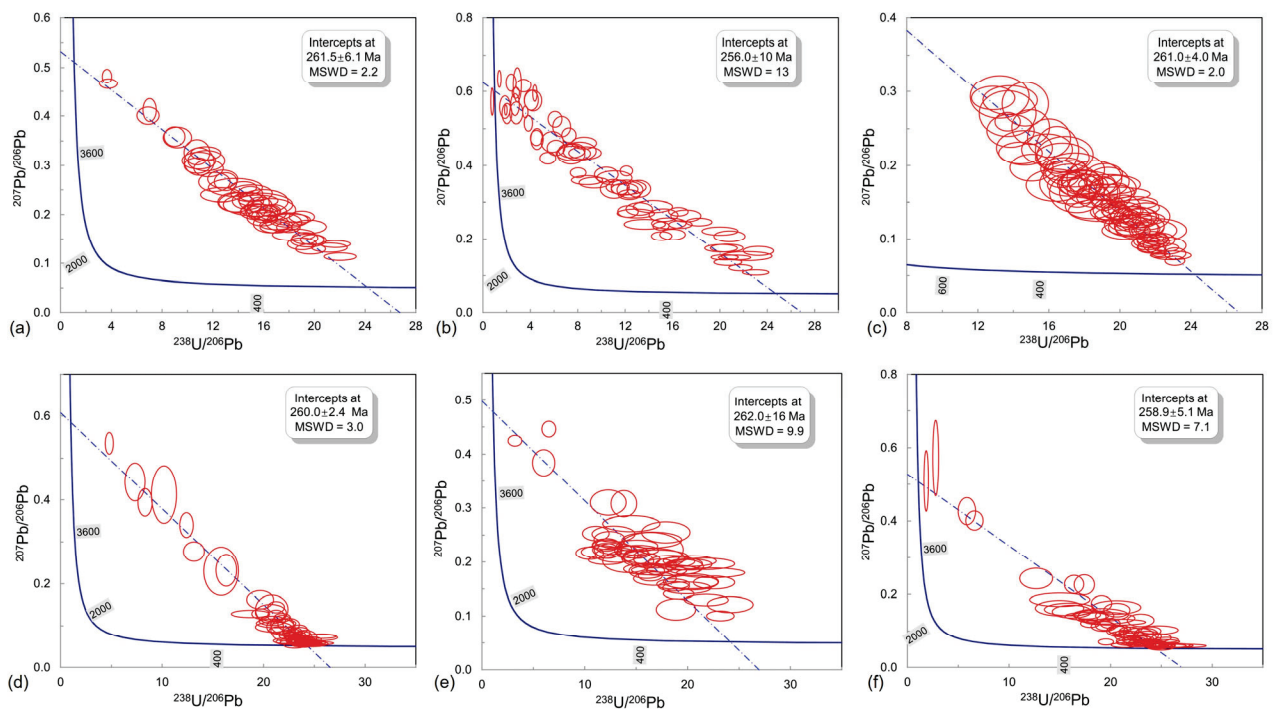 0.6
0.5
0.4
0.3
0.2
0.1
0.0
207Pb/206Pb
Intercepts at
261.5±6.1 Ma
MSWD = 2.2
3600
2000
400
(a)
0 4 8 12 16 20 24 28
238U/206Pb
0.8
0.6
0.4
0.2
0.0
207Pb/206Pb
Intercepts at
256.0±10 Ma
MSWD = 13
3600
2000
400
(b)
0 4 8 12 16 20 24 28
238U/206Pb
0.4
0.3
0.2
0.1
0.0
207Pb/206Pb
Intercepts at
261.0±4.0 Ma
MSWD = 2.0
600
400
(c)
8 12 16 20 24 28
238U/206Pb
0.6
0.4
0.2
0.0
207Pb/206Pb
Intercepts at
260.0±2.4 Ma
MSWD = 3.0
3600
2000
400
(d)
0 10 20 30
238U/206Pb
0.5
0.4
0.3
0.2
0.1
0.0
207Pb/206Pb
Intercepts at
262.0±16 Ma
MSWD = 9.9
3600
2000
400
(e)
0 10 20 30
238U/206Pb
0.8
0.6
0.4
0.2
0.0
207Pb/206Pb
Intercepts at
258.9±5.1 Ma
MSWD = 7.1
3600
2000
400
(f)
0 10 20 30
238U/206Pb